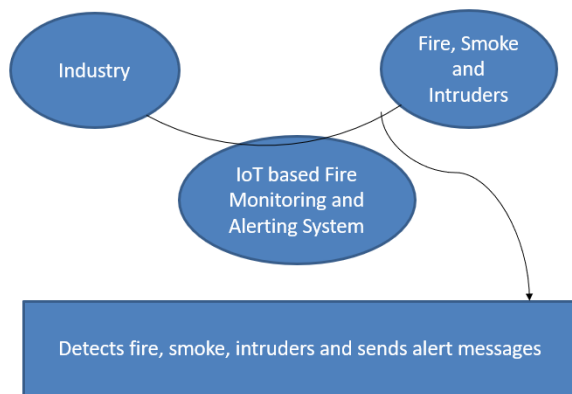 Industry
Fire, Smoke
and
Intruders
IoT based Fire
Monitoring and
Alerting System
Detects fire, smoke, intruders and sends alert messages